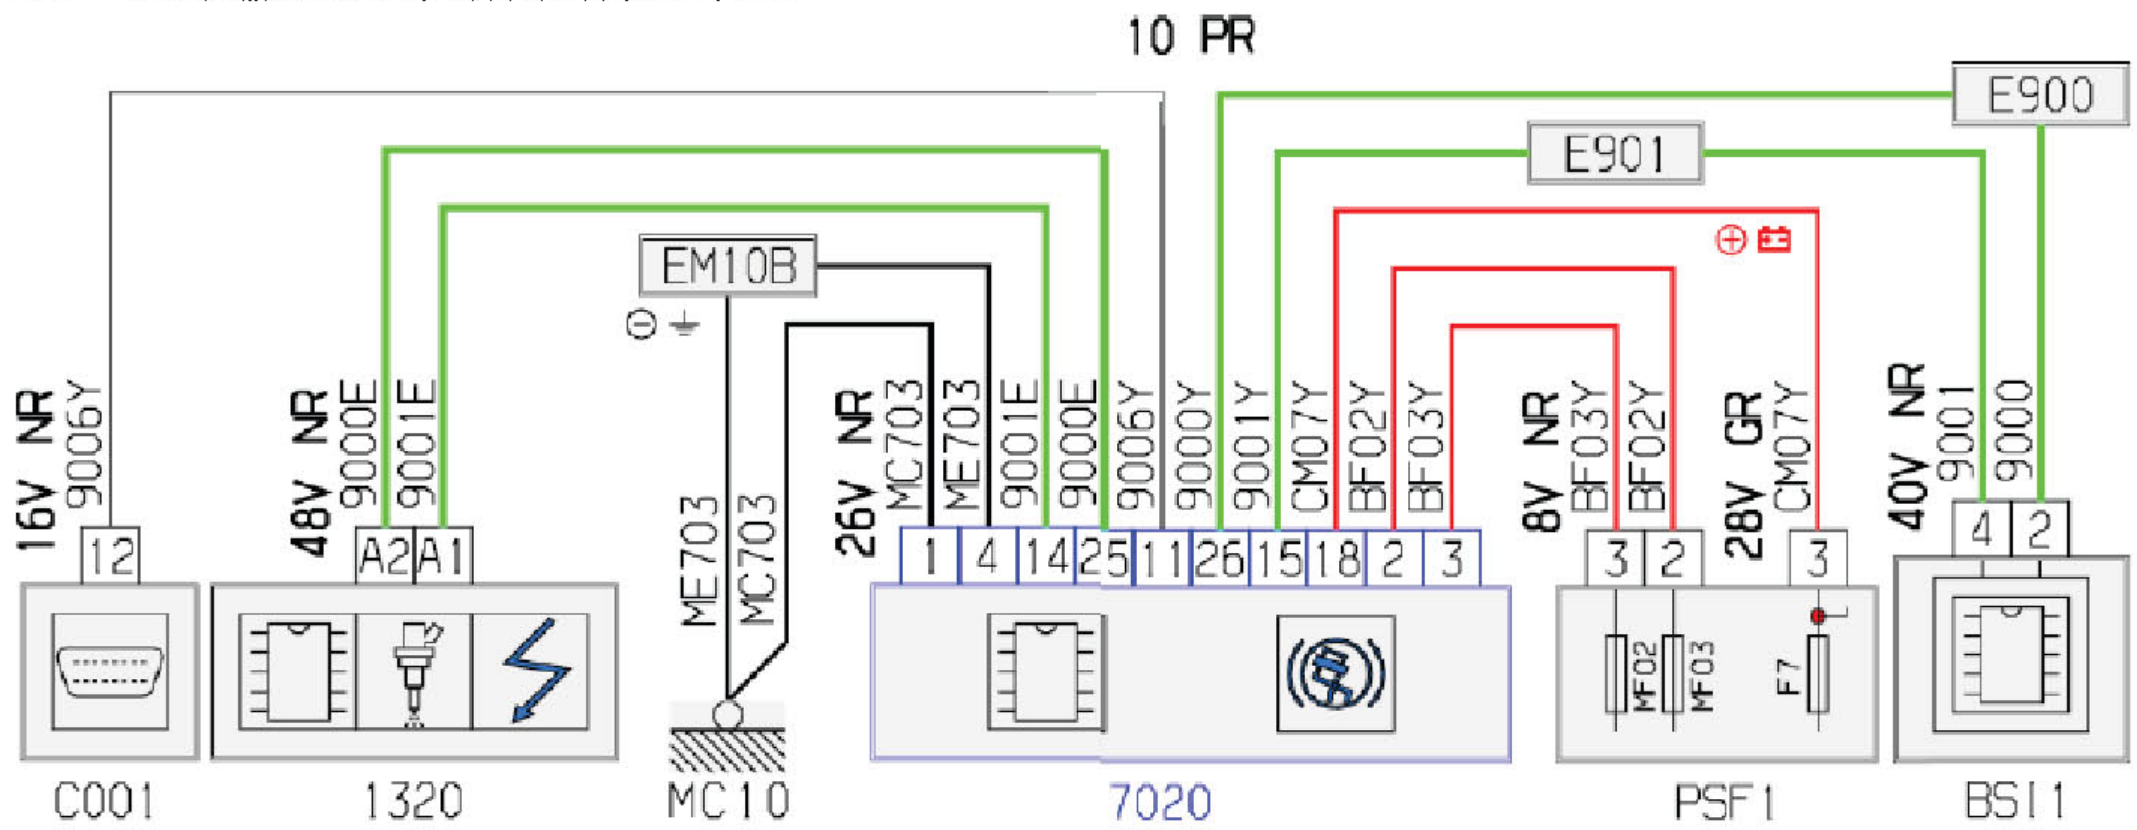 10 PR
E900
E901
EM10B
16V NR
9006Y
48V NR
9000E
9001E
ME703
MC703
26V NR
MC703
ME703
9001E
9000E
9006Y
9000Y
9001Y
CM07Y
BF02Y
BF03Y
8V NR
BF03Y
BF02Y
28V GR
CM07Y
40V NR
9001
9000
12
A2 A1
1 4 14 25 11 26 15 18 2 3
3 2
3
4 2
MF02
MF03
F7
C001
1320
MC10
7020
PSF1
BSI1